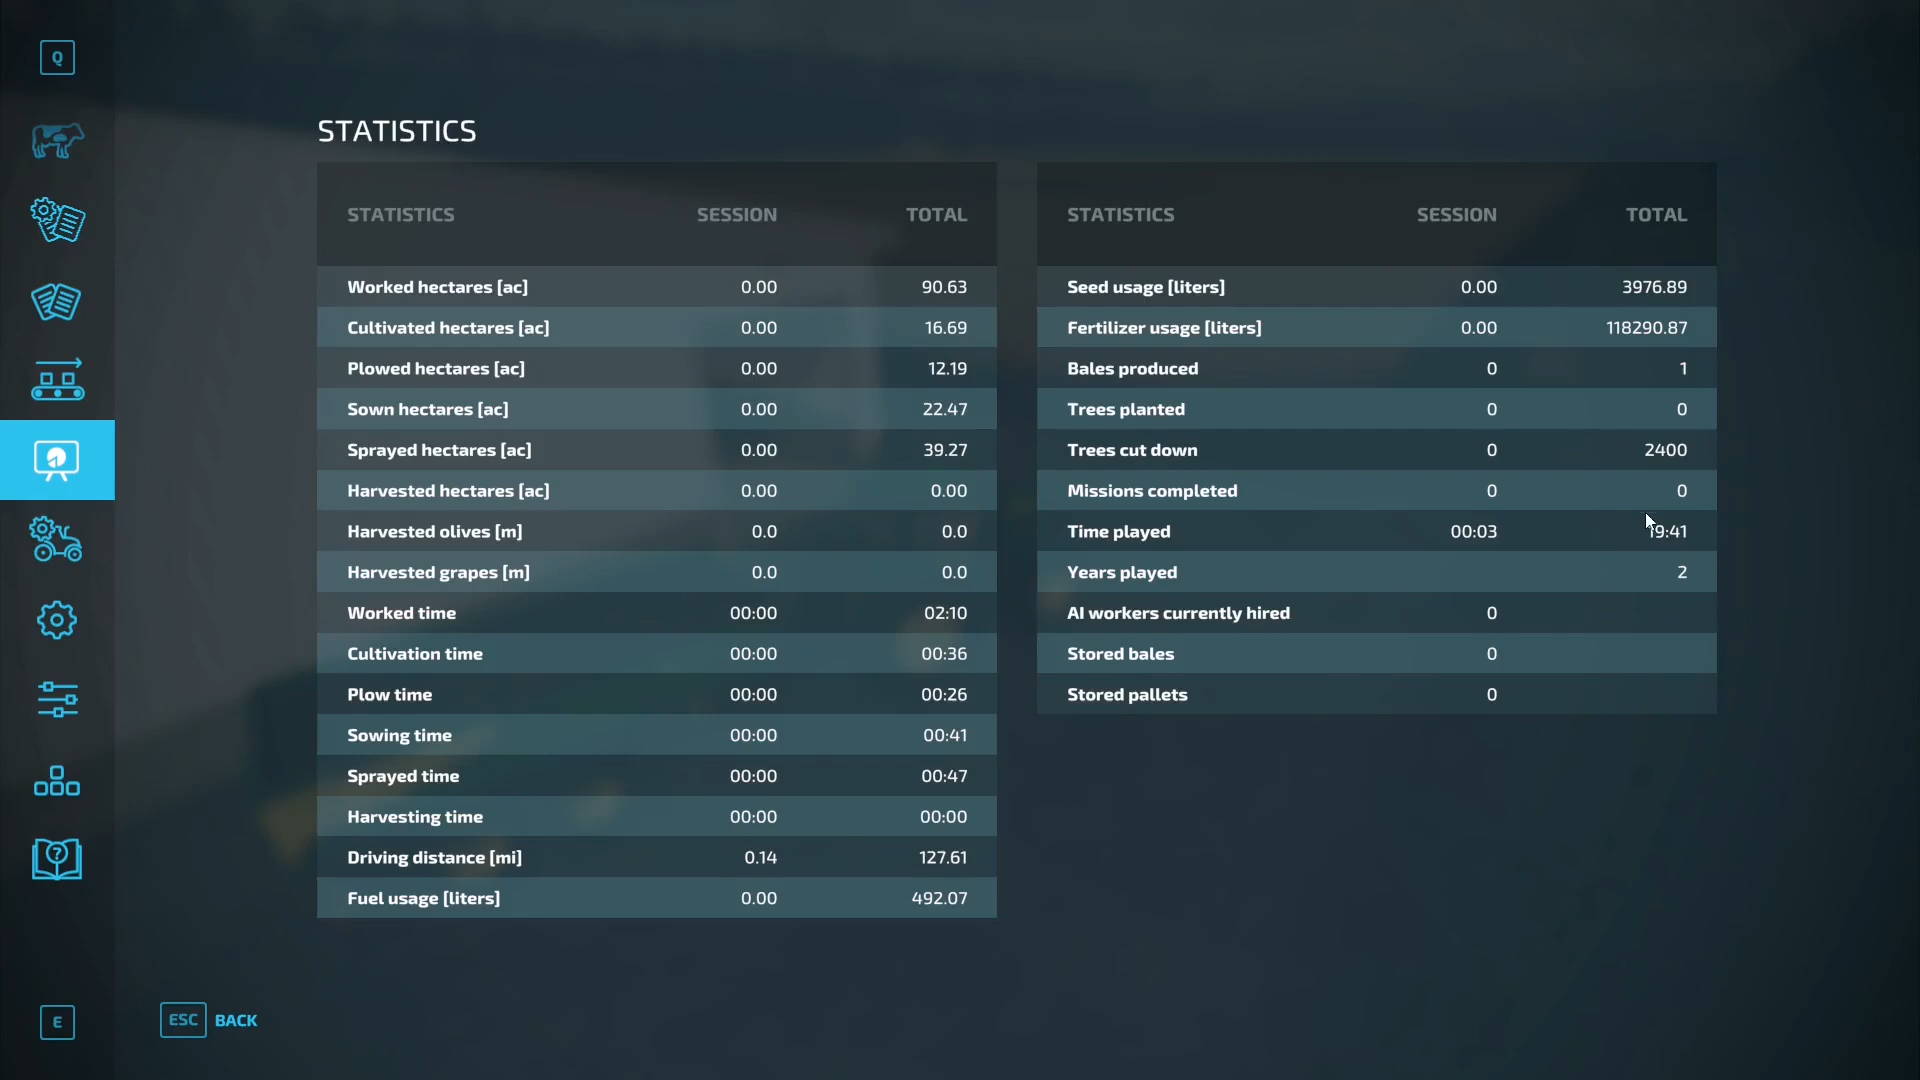 Q
STATISTICS
STATISTICS SESSION TOTAL
Worked hectares [ac] 0.00 90.63
Cultivated hectares [ac] 0.00 16.69
Plowed hectares [ac] 0.00 12.19
Sown hectares [ac] 0.00 22.47
Sprayed hectares [ac] 0.00 39.27
Harvested hectares [ac] 0.00 0.00
Harvested olives [m] 0.0 0.0
Harvested grapes [m] 0.0 0.0
Worked time 00:00 02:10
Cultivation time 00:00 00:36
Plow time 00:00 00:26
Sowing time 00:00 00:41
Sprayed time 00:00 00:47
Harvesting time 00:00 00:00
Driving distance [mi] 0.14 127.61
Fuel usage [liters] 0.00 492.07
STATISTICS SESSION TOTAL
Seed usage [liters] 0.00 3976.89
Fertilizer usage [liters] 0.00 118290.87
Bales produced 0 1
Trees planted 0 0
Trees cut down 0 2400
Missions completed 0 0
Time played 00:03 19:41
Years played 2
AI workers currently hired 0
Stored bales 0
Stored pallets 0
E
ESC BACK